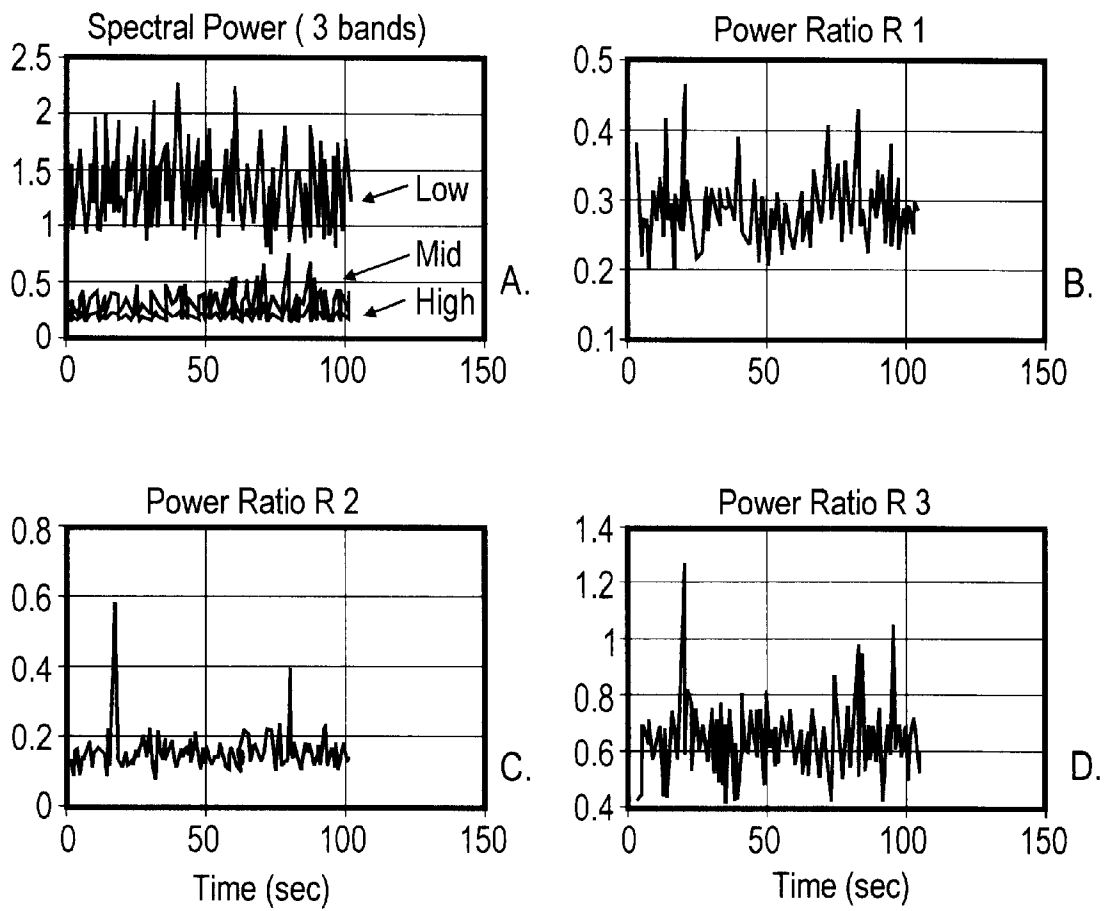 Spectral Power ( 3 bands)
2.5
2
1.5
1
0.5
0
Low
Mid
High
A.
0
50
100
150
Power Ratio R 1
0.5
0.4
0.3
0.2
0.1
B.
0
50
100
150
Power Ratio R 2
0.8
0.6
0.4
0.2
0
C.
0
50
100
150
Time (sec)
Power Ratio R 3
1.4
1.2
1
0.8
0.6
0.4
D.
0
50
100
150
Time (sec)